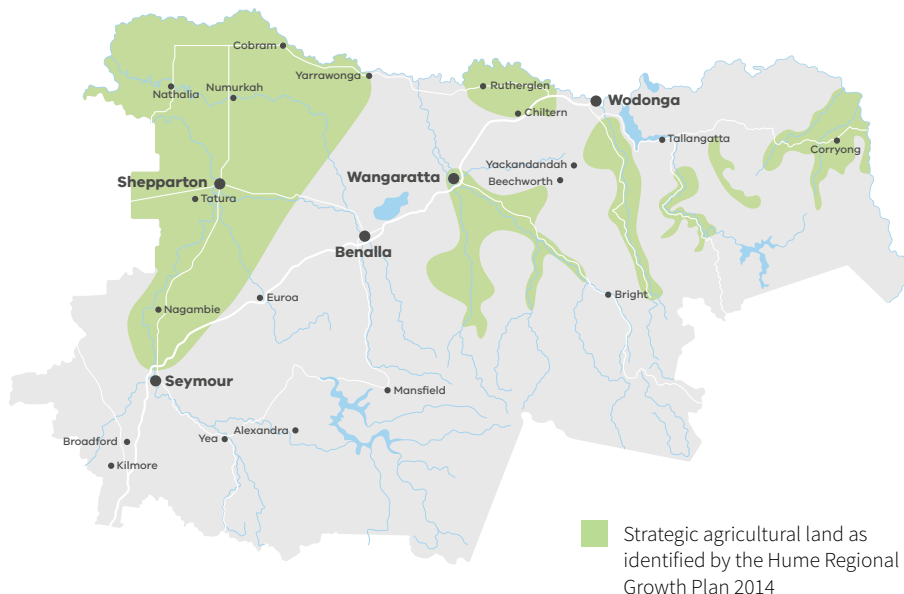 Cobram
Yarrawonga
Nathalia
Numurkah
Rutherglen
Chiltern
Wodonga
Tallangatta
Corryong
Shepparton
Tatura
Wangaratta
Yackandandah
Beechworth
Benalla
Nagambie
Euroa
Bright
Seymour
Mansfield
Broadford
Yea
Alexandra
Kilmore
Strategic agricultural land as
identified by the Hume Regional
Growth Plan 2014